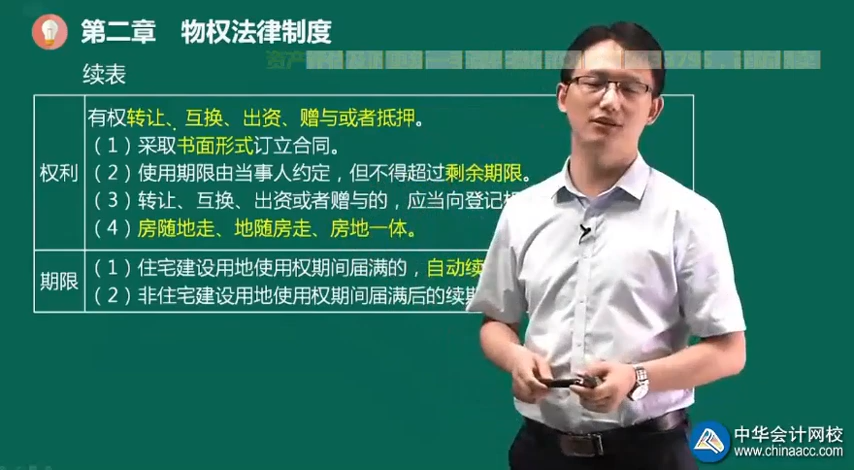 第二章 物权法律制度
续表
权利
有权转让、互换、出资、赠与或者抵押。
（1）采取书面形式订立合同。
（2）使用期限由当事人约定，但不得超过剩余期限。
（3）转让、互换、出资或者赠与的，应当向登记
（4）房随地走、地随房走、房地一体。
期限
（1）住宅建设用地使用权期间届满的，自动续
（2）非住宅建设用地使用权期间届满后的续
中华会计网校
www.chinaacc.com